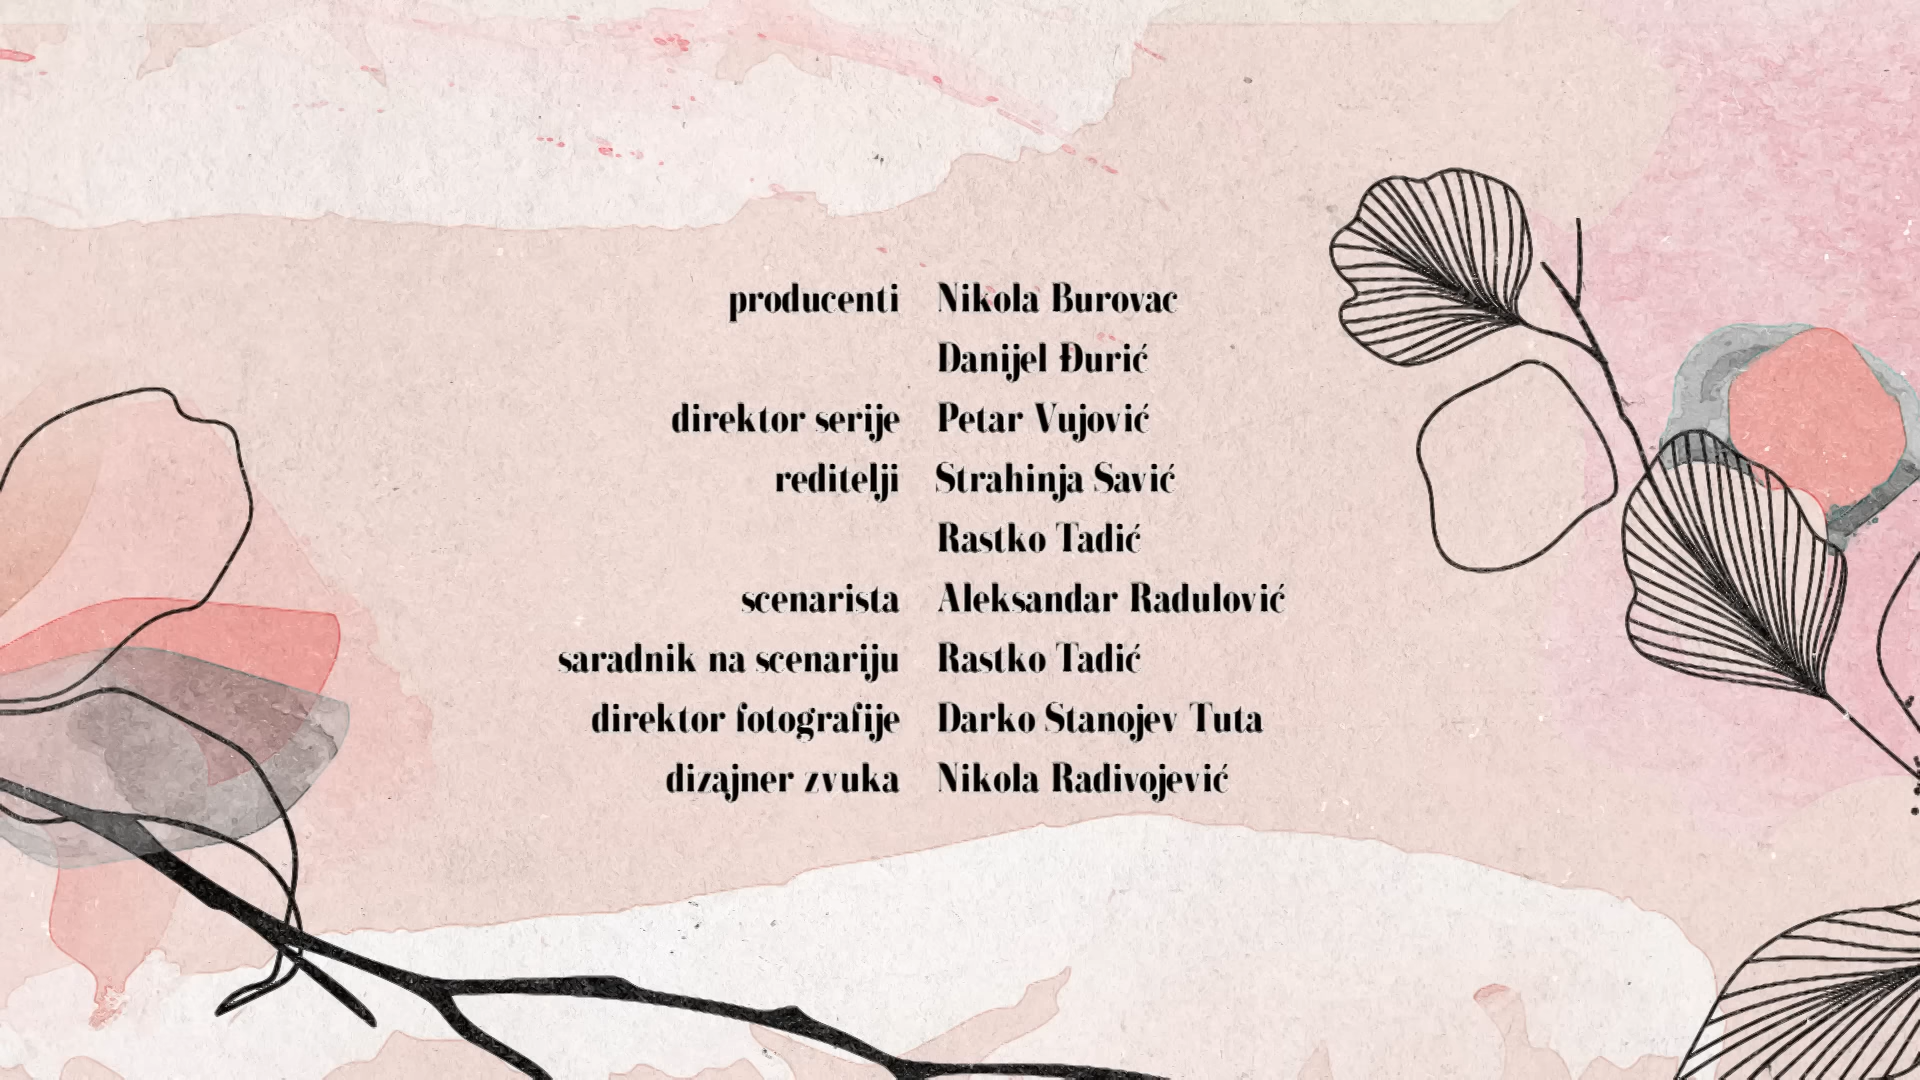 producenti Nikola Burovac
Danijel Đurić
direktor serije Petar Vujović
reditelji Strahinja Savić
Rastko Tadić
scenarista Aleksandar Radulović
saradnik na scenariju Rastko Tadić
direktor fotografije Darko Stanojev Tuta
dizajner zvuka Nikola Radivojević